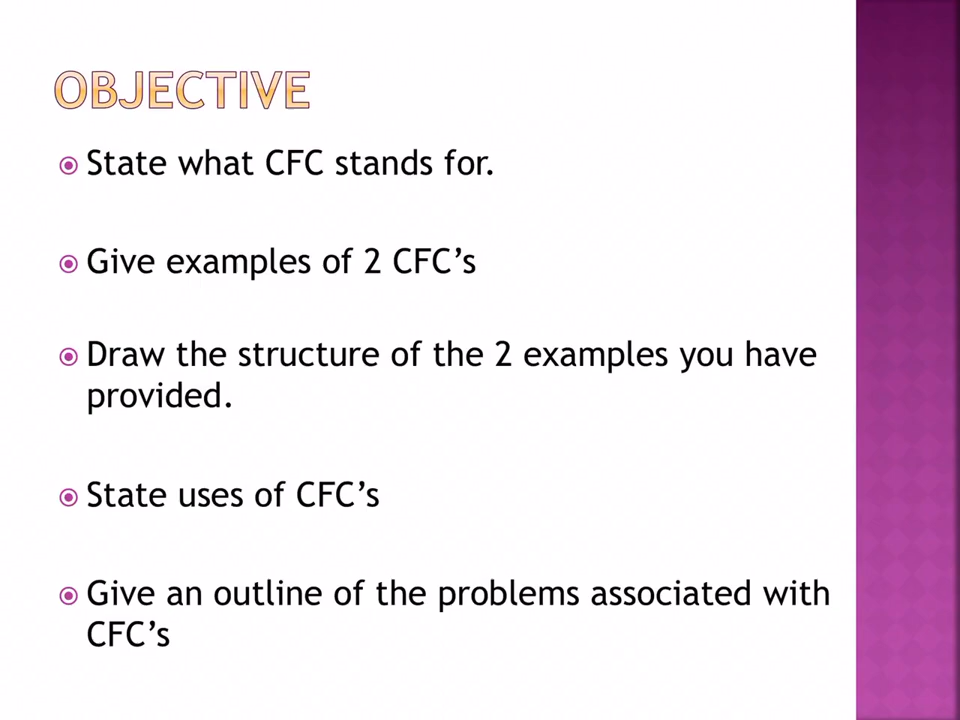 OBJECTIVE
State what CFC stands for.
Give examples of 2 CFC’s
Draw the structure of the 2 examples you have
provided.
State uses of CFC’s
Give an outline of the problems associated with
CFC’s